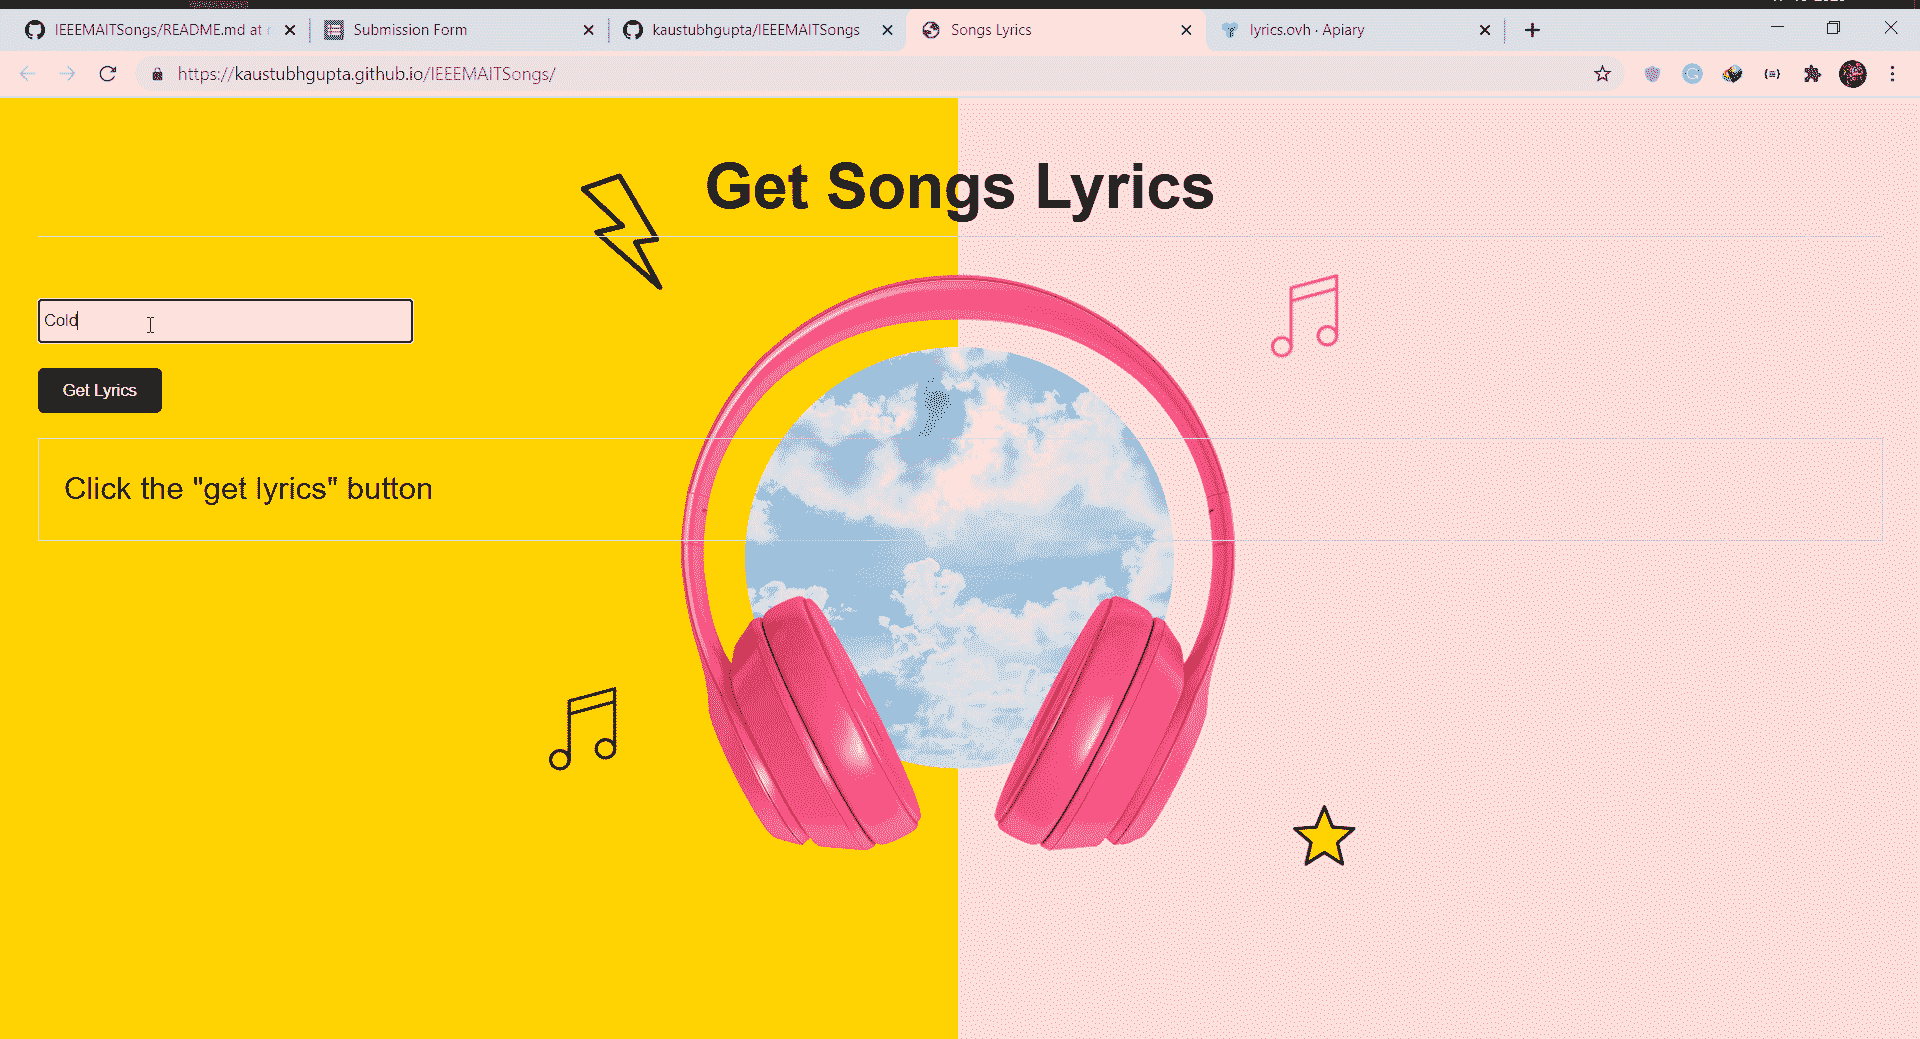 IEEEMAITSongs/README.md at
Submission Form
kaustubhgupta/IEEEMAITSongs
Songs Lyrics
lyrics.ovh · Apiary
https://kaustubhgupta.github.io/IEEEMAITSongs/
Get Songs Lyrics
Cold
Get Lyrics
Click the "get lyrics" button